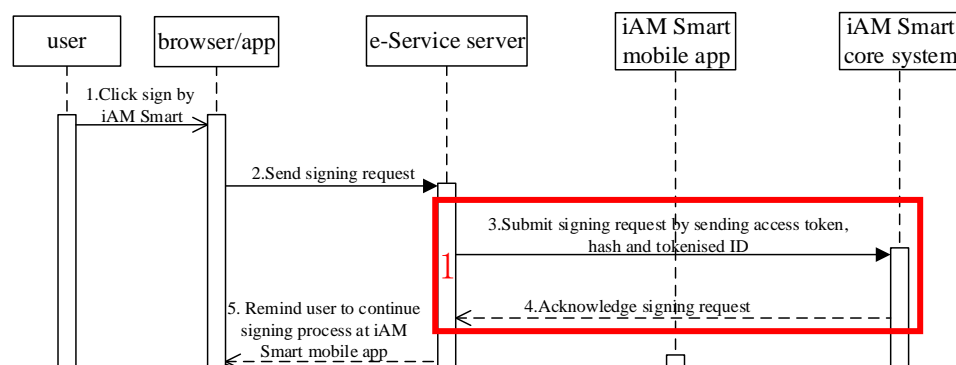 user
browser/app
e-Service server
iAM Smart
mobile app
iAM Smart
core system
1.Click sign by
iAM Smart
2.Send signing request
3.Submit signing request by sending access token,
hash and tokenised ID
1
4.Acknowledge signing request
5. Remind user to continue
signing process at iAM
Smart mobile app